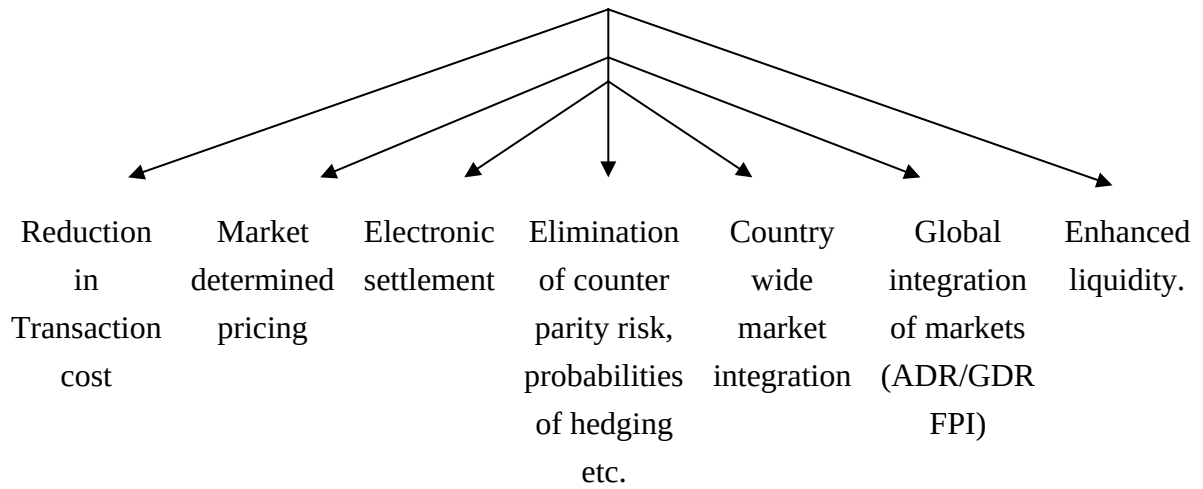 Reduction
in
Transaction
cost
Market
determined
pricing
Electronic
settlement
Elimination
of counter
parity risk,
probabilities
of hedging
etc.
Country
wide
market
integration
Global
integration
of markets
(ADR/GDR
FPI)
Enhanced
liquidity.